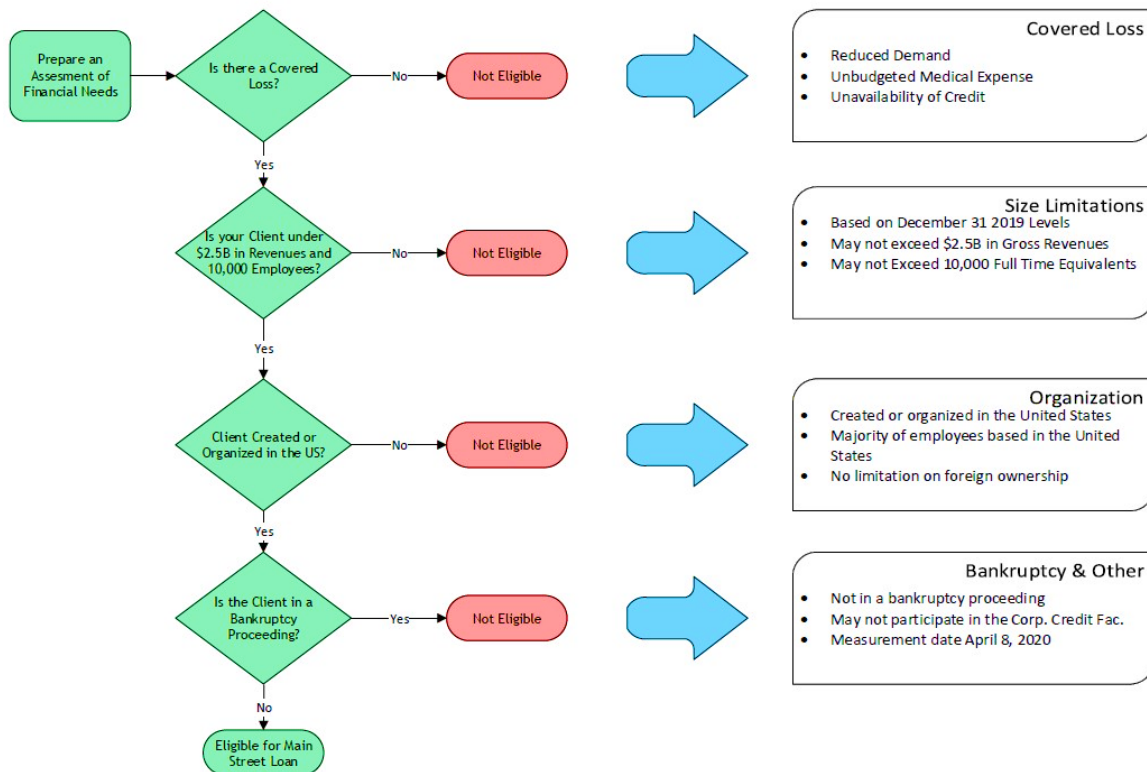 Prepare an
Assesment of
Financial Needs
Is there a Covered
Loss?
No
Not Eligible
Covered Loss
• Reduced Demand
• Unbudgeted Medical Expense
• Unavailability of Credit
Yes
Is your Client under
$2.5B in Revenues and
10,000 Employees?
No
Not Eligible
Size Limitations
• Based on December 31 2019 Levels
• May not exceed $2.5B in Gross Revenues
• May not Exceed 10,000 Full Time Equivalents
Yes
Client Created or
Organized in the US?
No
Not Eligible
Organization
• Created or organized in the United States
• Majority of employees based in the United
States
• No limitation on foreign ownership
Yes
Is the Client in a
Bankruptcy
Proceeding?
Yes
Not Eligible
Bankruptcy & Other
• Not in a bankruptcy proceeding
• May not participate in the Corp. Credit Fac.
• Measurement date April 8, 2020
No
Eligible for Main
Street Loan